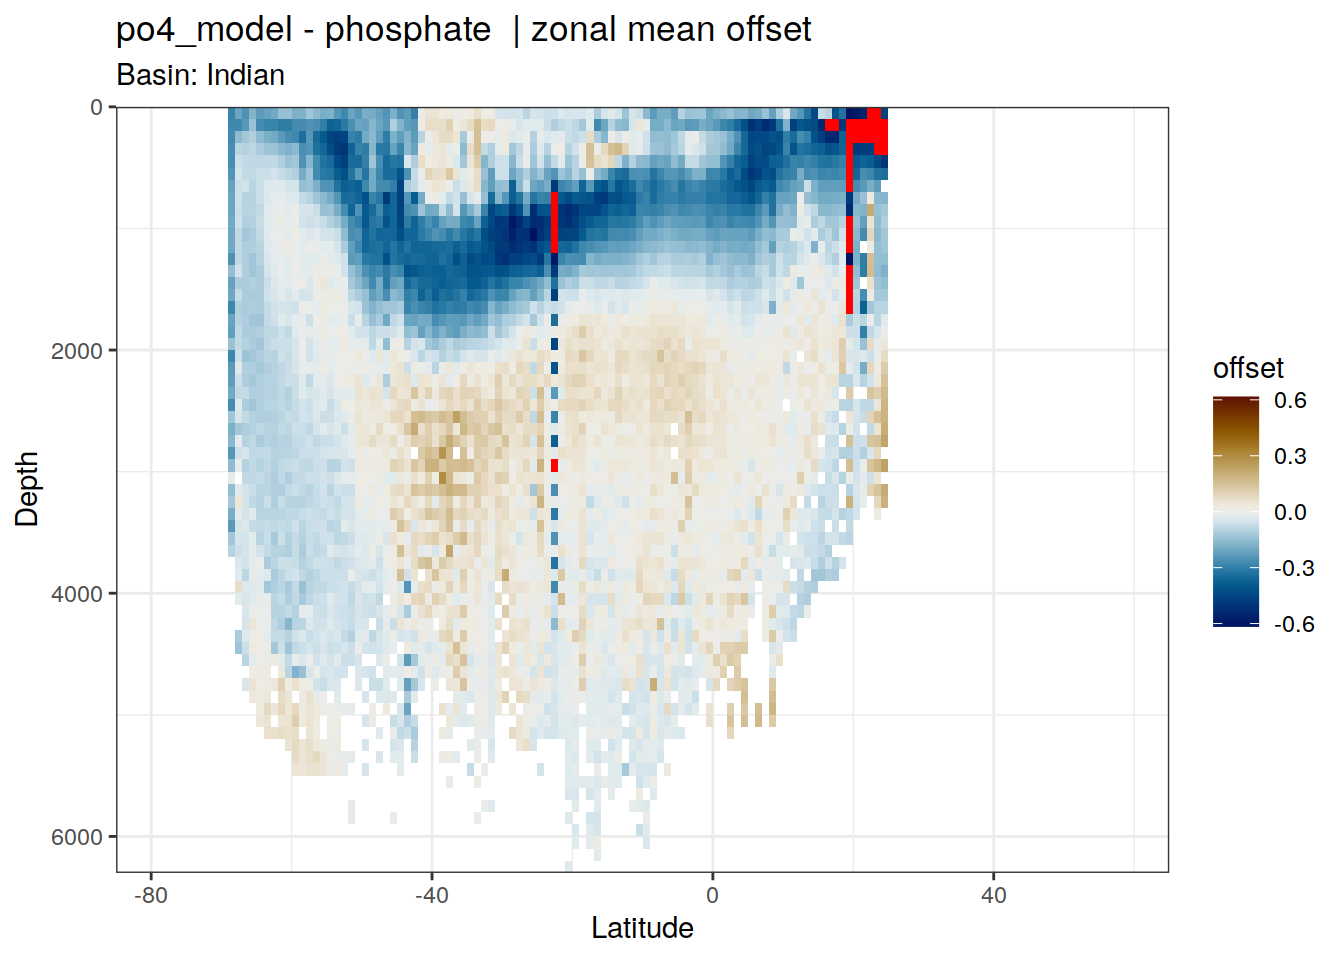 po4_model - phosphate  | zonal mean offset
Basin: Indian
0
2000
4000
6000
Depth
-80
-40
0
40
Latitude
offset
0.6
0.3
0.0
-0.3
-0.6